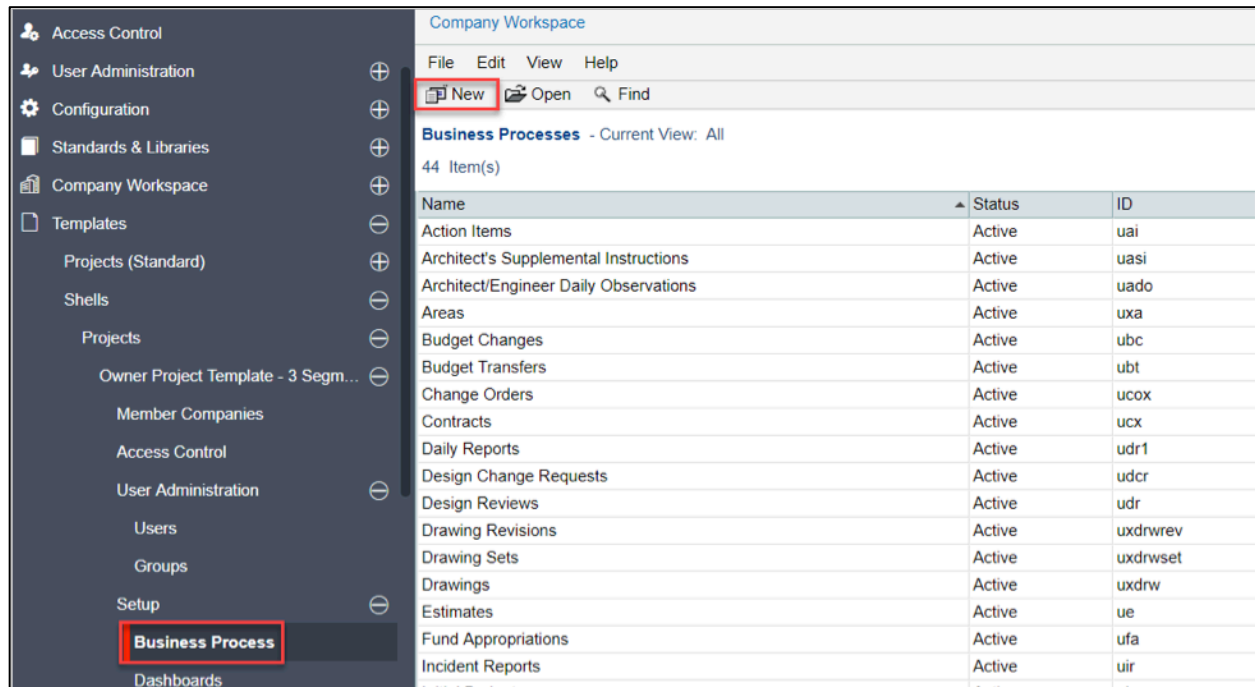 Access Control
User Administration
Configuration
Standards & Libraries
Company Workspace
Templates
Projects (Standard)
Shells
Projects
Owner Project Template - 3 Segm...
Member Companies
Access Control
User Administration
Users
Groups
Setup
Business Process
Dashboards
Company Workspace
File Edit View Help
New Open Find
Business Processes - Current View: All
44 Item(s)
Name Status ID
Action Items Active uai
Architect's Supplemental Instructions Active uasi
Architect/Engineer Daily Observations Active uado
Areas Active uxa
Budget Changes Active ubc
Budget Transfers Active ubt
Change Orders Active ucox
Contracts Active ucx
Daily Reports Active udr1
Design Change Requests Active udcr
Design Reviews Active udr
Drawing Revisions Active uxdrwrev
Drawing Sets Active uxdrwset
Drawings Active uxdrw
Estimates Active ue
Fund Appropriations Active ufa
Incident Reports Active uir